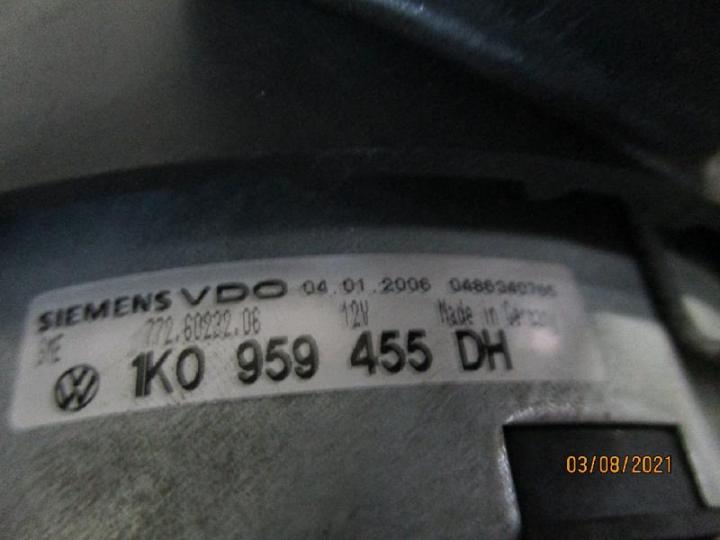 SIEMENS VDO 04.01.2006 0486340765
772.60232.06 12V Made in Germany
1K0 959 455 DH
03/08/2021